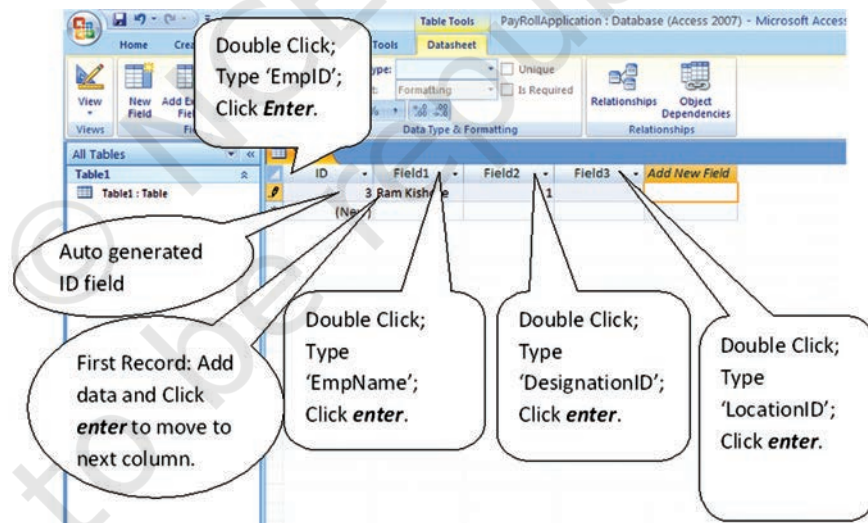 Table Tools PayRollApplication : Database (Access 2007) - Microsoft Access
Home Tools Datasheet
Double Click;
Type ‘EmpID’;
Click Enter.
Unique
Formatting Is Required
View New Field Relationships Object Dependencies
Views Data Type & Formatting Relationships
All Tables
Table1
Table1 : Table
ID Field1 Field2 Field3 Add New Field
3 Ram 1
Auto generated
ID field
First Record: Add
data and Click
enter to move to
next column.
Double Click;
Type
‘EmpName’;
Click enter.
Double Click;
Type
‘DesignationID’;
Click enter.
Double Click;
Type
‘LocationID’;
Click enter.